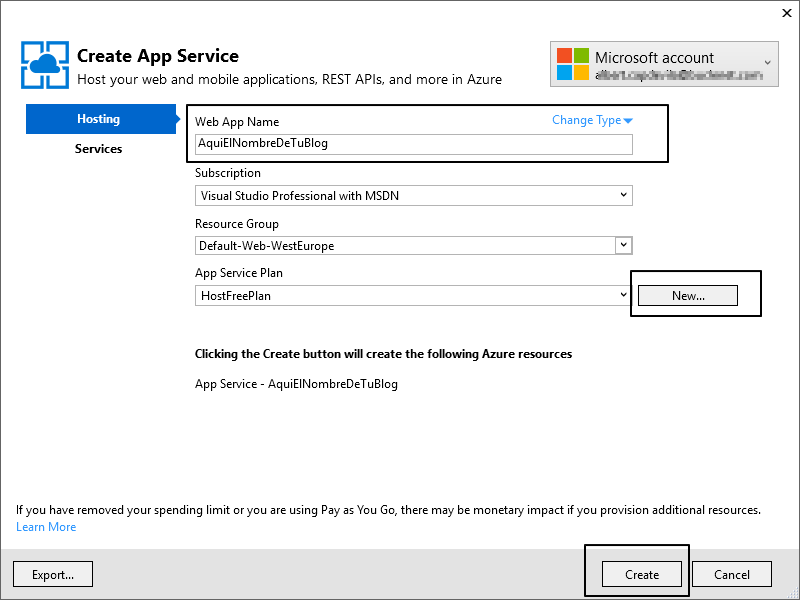 Create App Service
Host your web and mobile applications, REST APIs, and more in Azure
Microsoft account
Hosting
Services
Web App Name
Change Type
AquiElNombreDeTuBlog
Subscription
Visual Studio Professional with MSDN
Resource Group
Default-Web-WestEurope
App Service Plan
HostFreePlan
New...
Clicking the Create button will create the following Azure resources
App Service - AquiElNombreDeTuBlog
If you have removed your spending limit or you are using Pay as You Go, there may be monetary impact if you provision additional resources.
Learn More
Export...
Create
Cancel